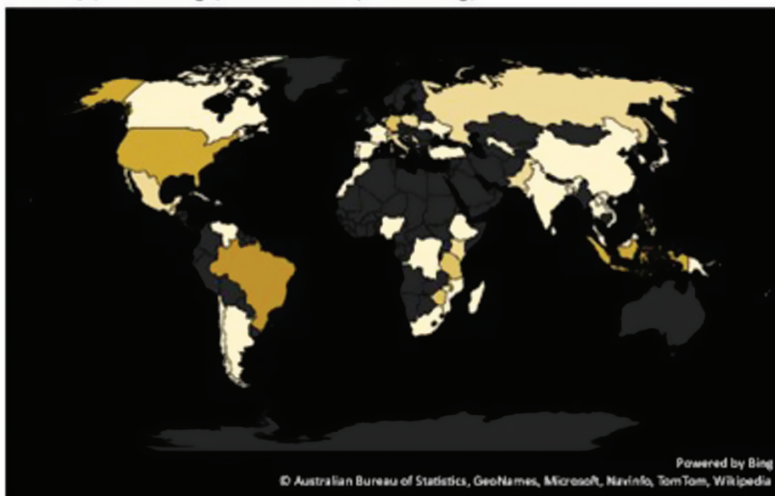 Powered by Bing
© Australian Bureau of Statistics, GeoNames, Microsoft, Navinfo, TomTom, Wikipedia